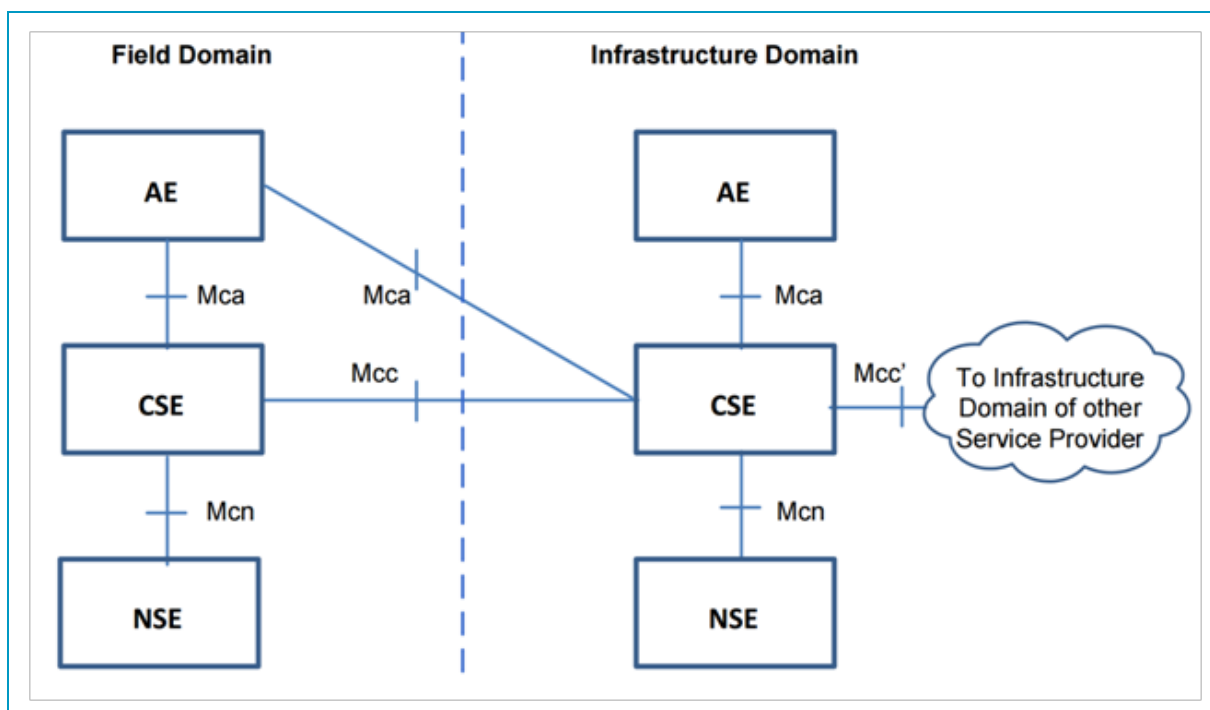 Field Domain
Infrastructure Domain
AE
AE
Mca
Mca
Mca
CSE
Mcc
CSE
Mcc’
To Infrastructure
Domain of other
Service Provider
Mcn
Mcn
NSE
NSE